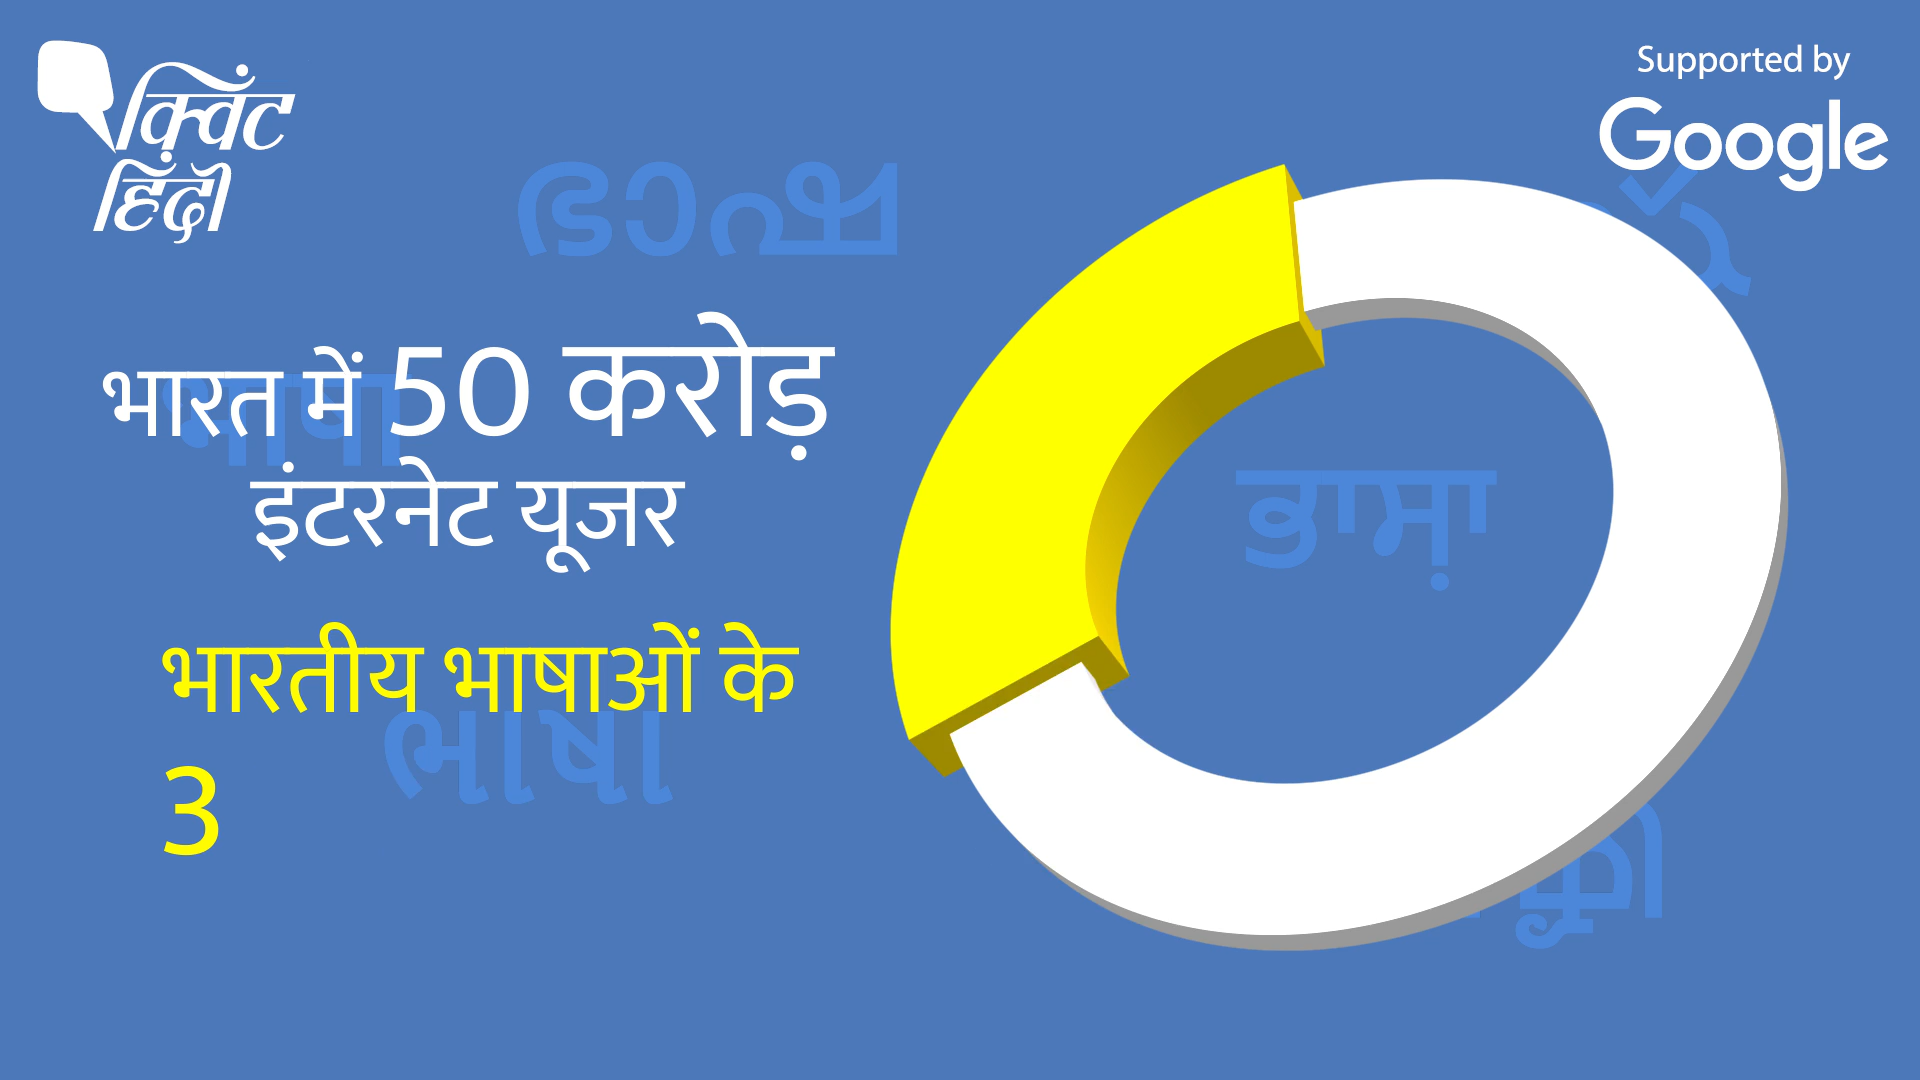 क्विंट
हिंदी
Supported by
Google
ഭാഷ
भाषा
भारत में 50 करोड़
इंटरनेट यूजर
ਭਾਸ਼ਾ
भारतीय भाषाओं के
ભાષા
3